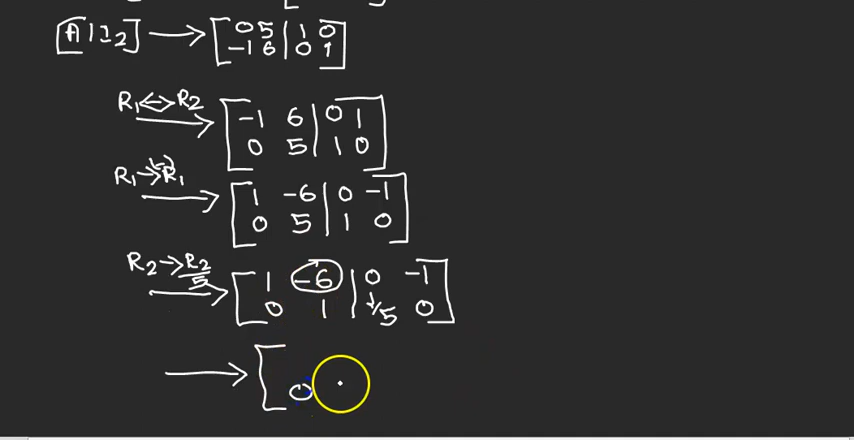 [A|I2] → [0 5 | 1 0
-1 6 | 0 1]
R1↔R2 [-1 6 | 0 1
0 5 | 1 0]
R1→(-)R1 [1 -6 | 0 -1
0 5 | 1 0]
R2→R2/5 [1 -6 | 0 -1
0 1 | 1/5 0]
→ [
0